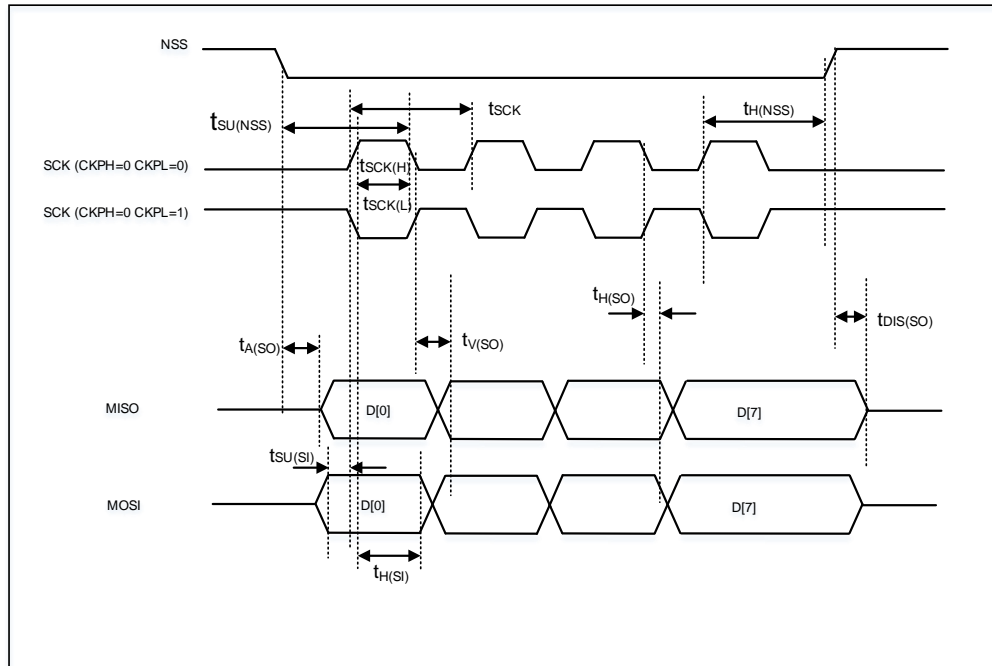 NSS
tSCK
tH(NSS)
tSU(NSS)
SCK (CKPH=0 CKPL=0)
tSCK(H)
tSCK(L)
SCK (CKPH=0 CKPL=1)
tH(SO)
tDIS(SO)
tV(SO)
tA(SO)
MISO
D[0]
D[7]
tSU(SI)
MOSI
D[0]
D[7]
tH(SI)